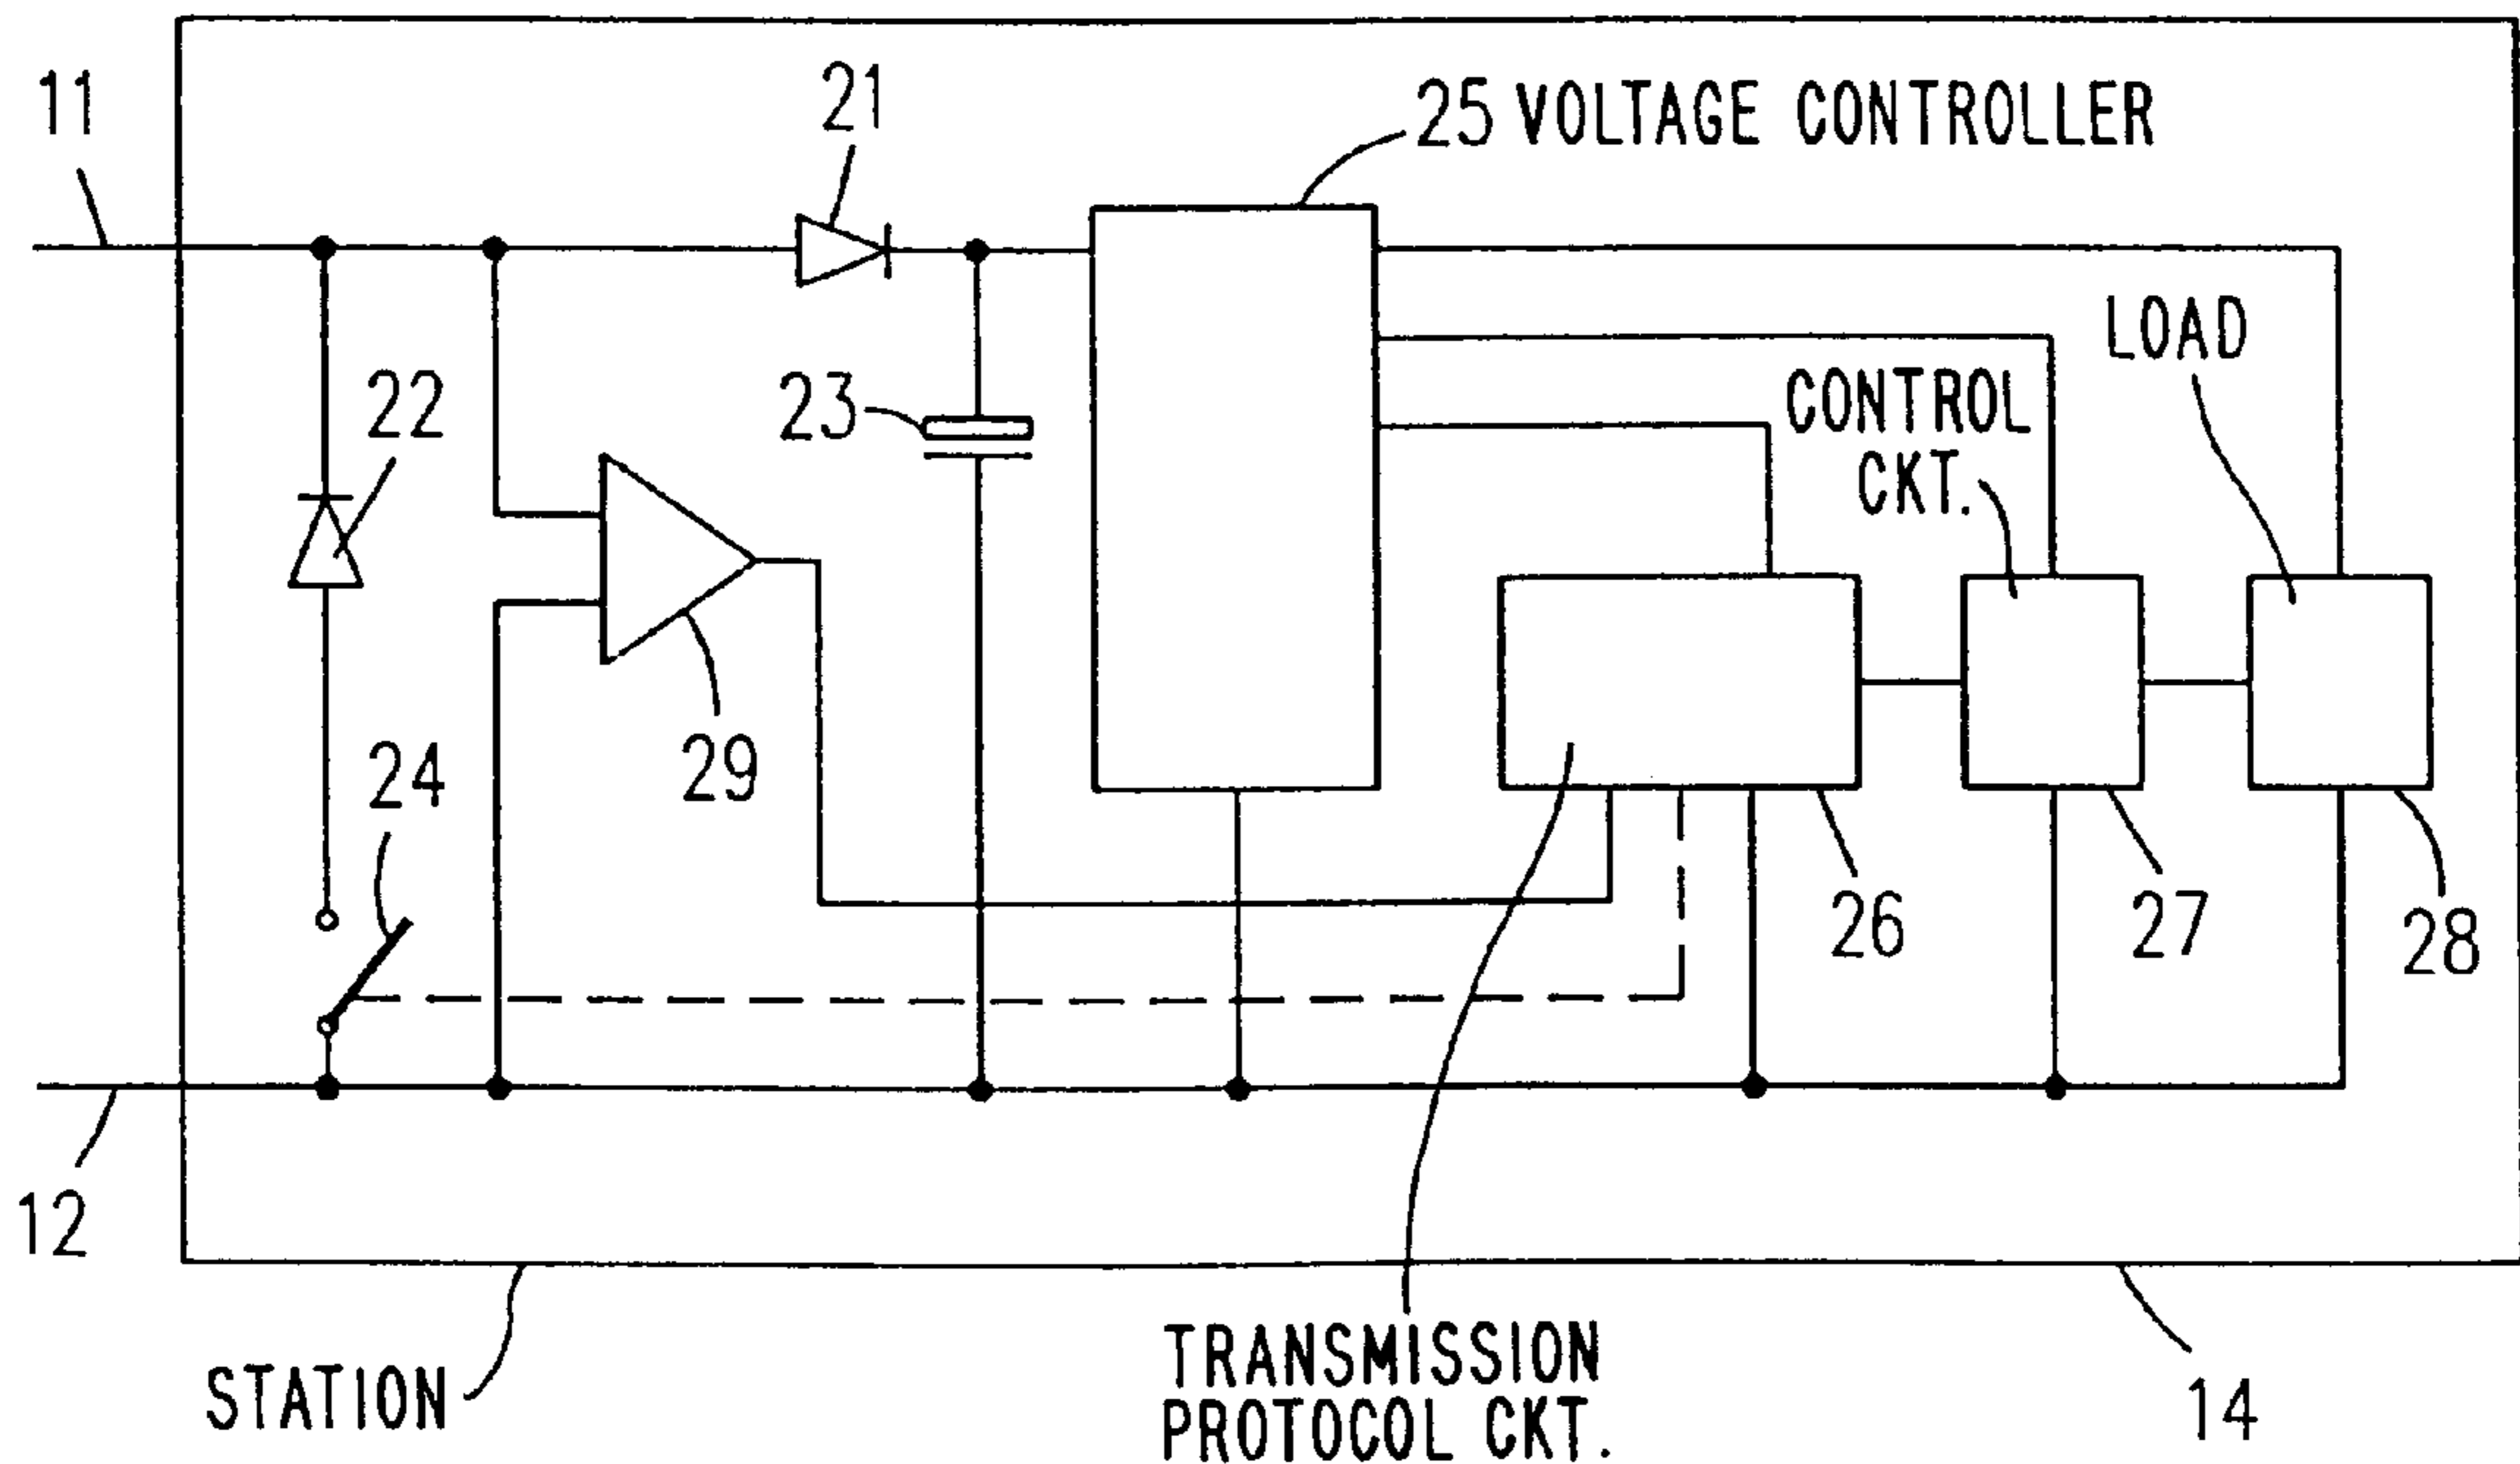 11
21
25 VOLTAGE CONTROLLER
LOAD
22
23
CONTROL
CKT.
24
29
26
27
28
12
STATION
TRANSMISSION
PROTOCOL CKT.
14